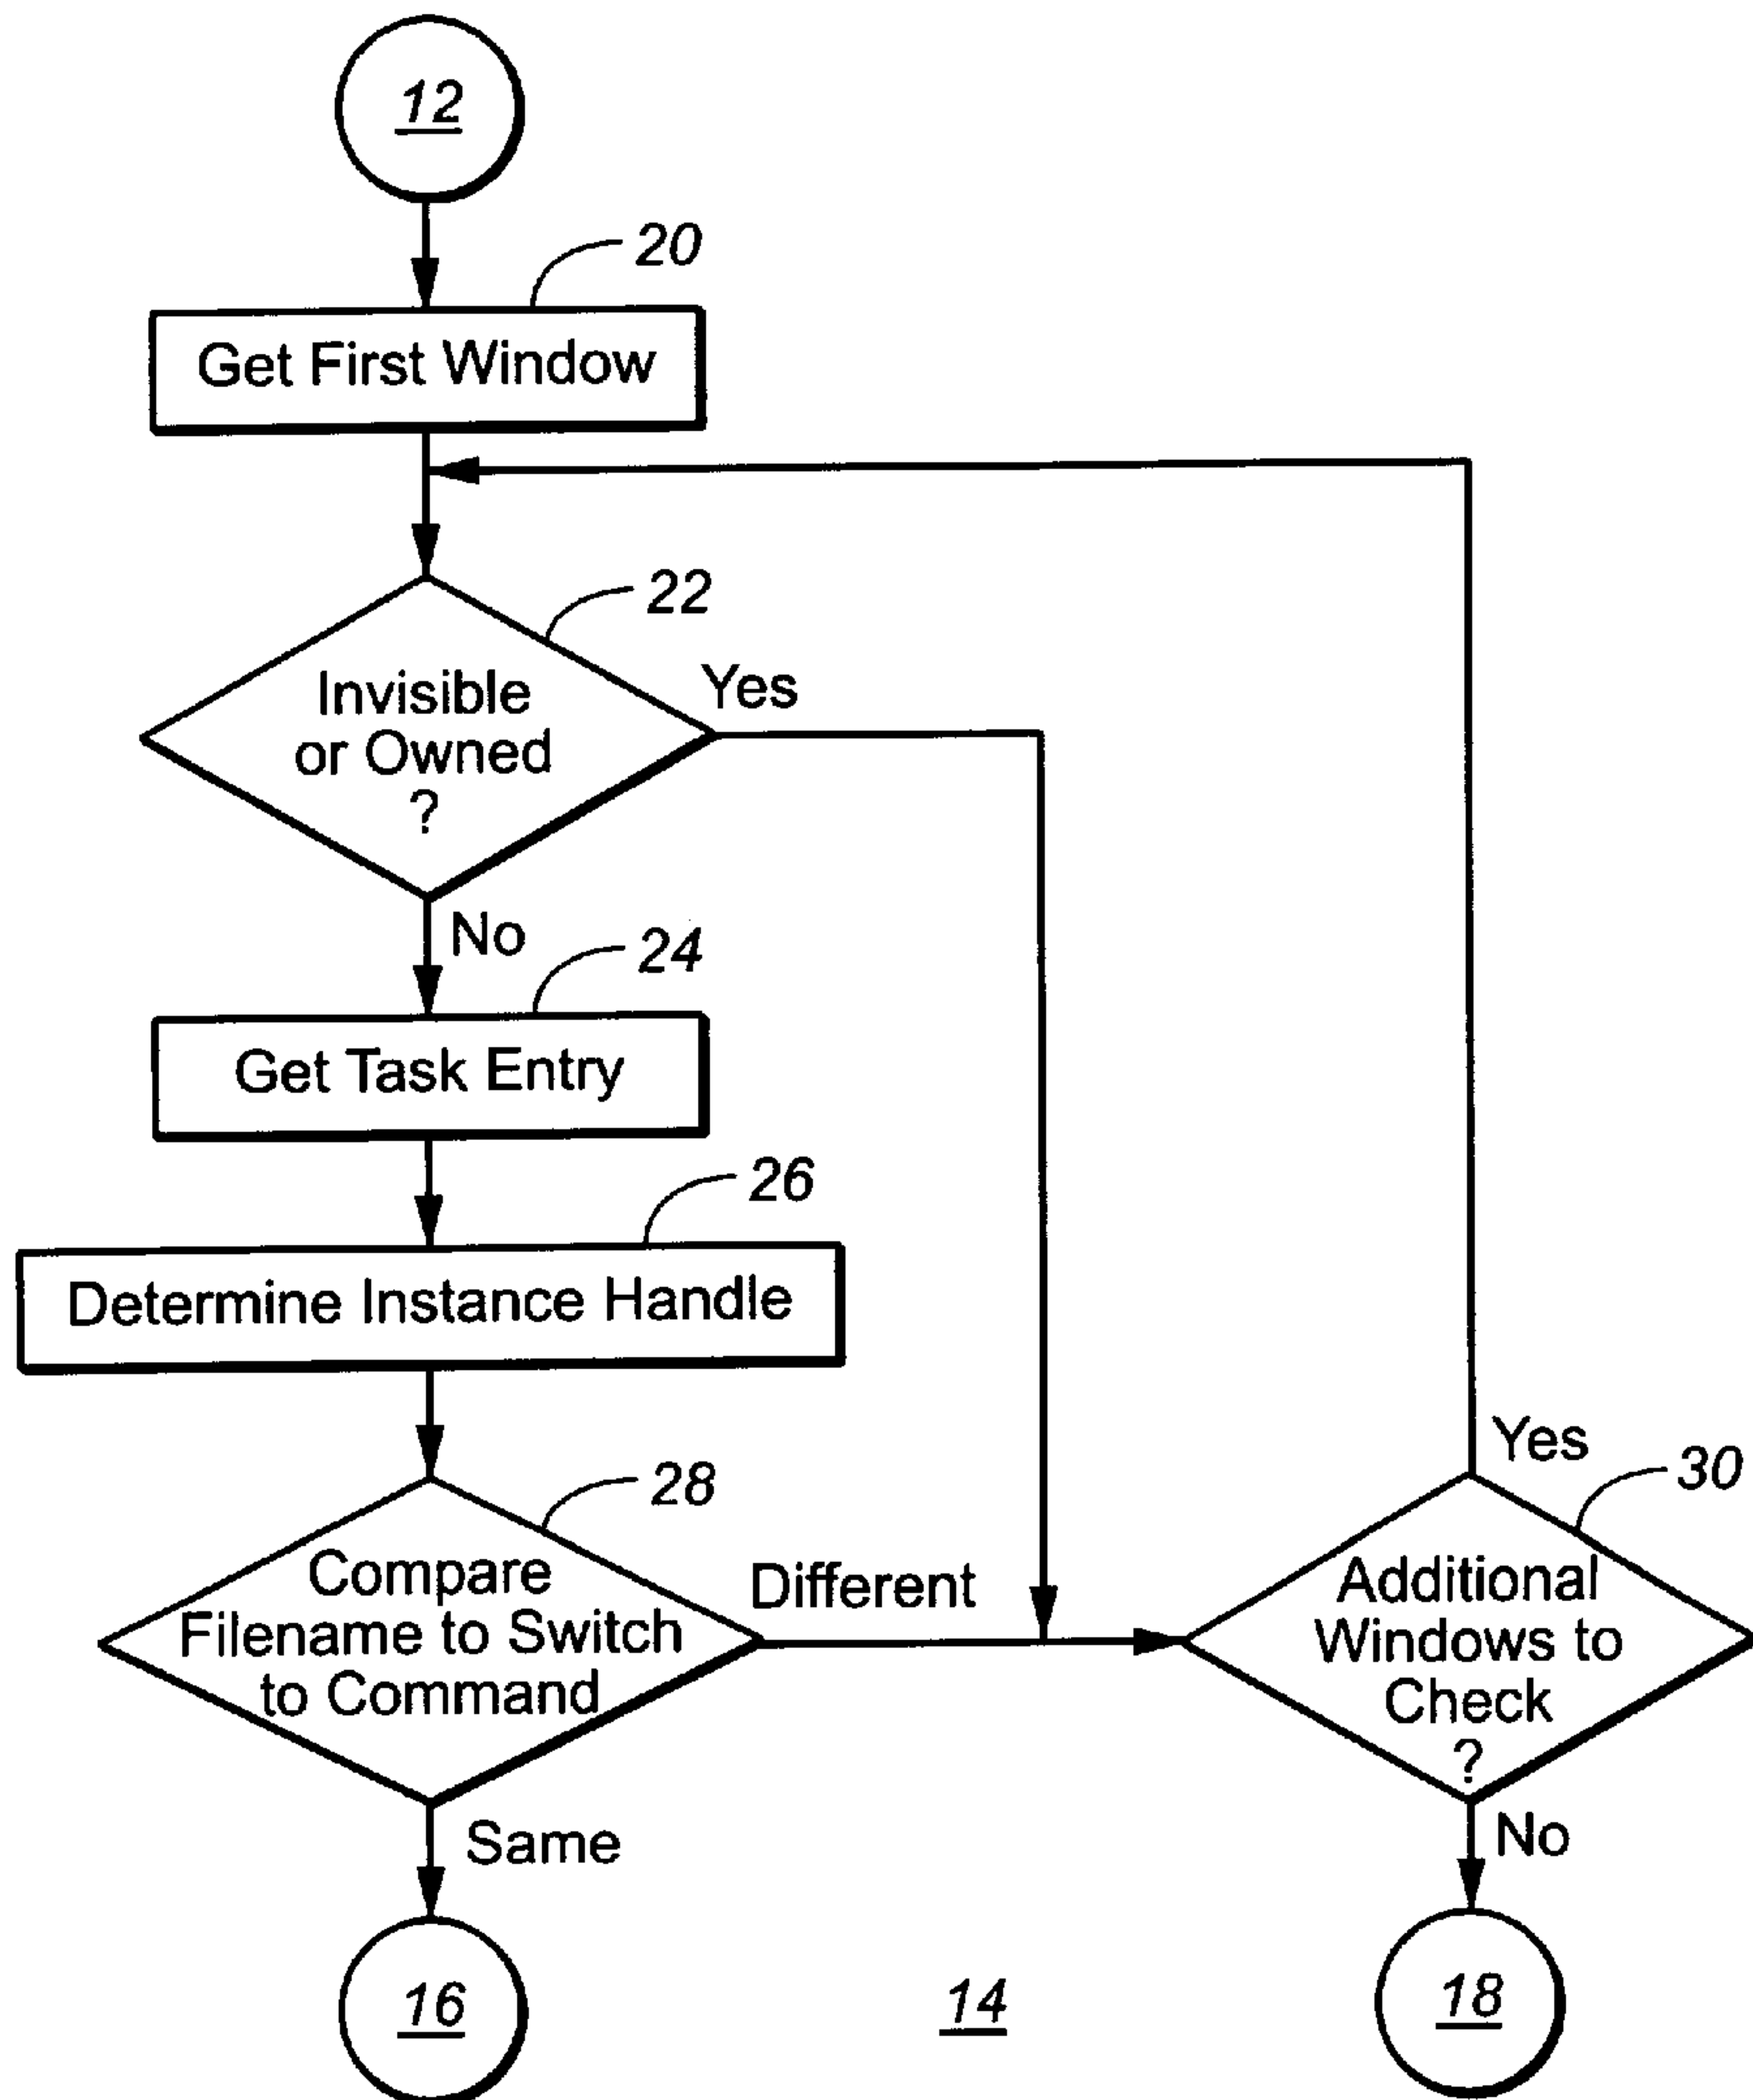 12
20
Get First Window
22
Invisible
or Owned
?
Yes
No
24
Get Task Entry
26
Determine Instance Handle
28
Compare
Filename to Switch
to Command
Different
Same
Yes
30
Additional
Windows to
Check
?
No
16
14
18